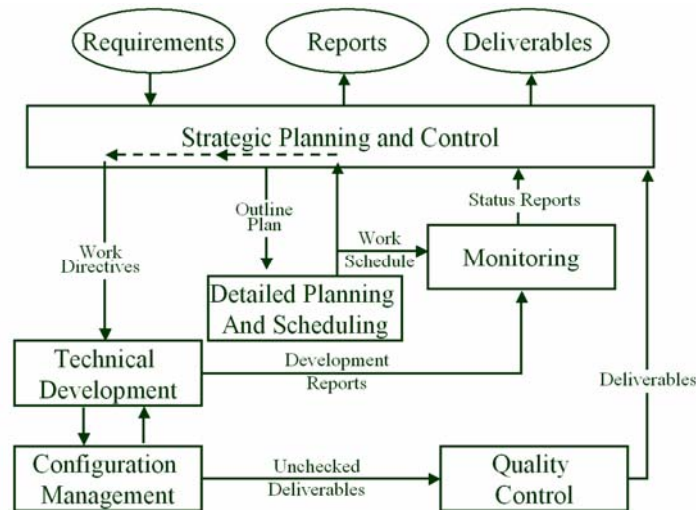 Requirements
Reports
Deliverables
Strategic Planning and Control
Outline
Plan
Status Reports
Work
Directives
Work
Schedule
Monitoring
Detailed Planning
And Scheduling
Technical
Development
Development
Reports
Deliverables
Configuration
Management
Unchecked
Deliverables
Quality
Control